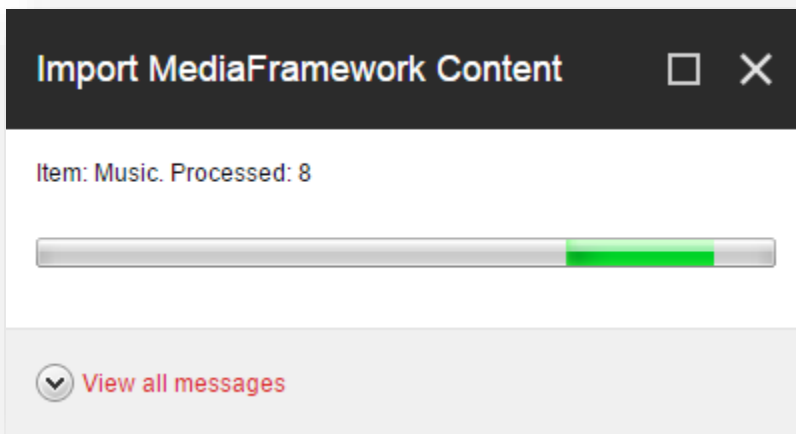 Import MediaFramework Content
Item: Music. Processed: 8
View all messages